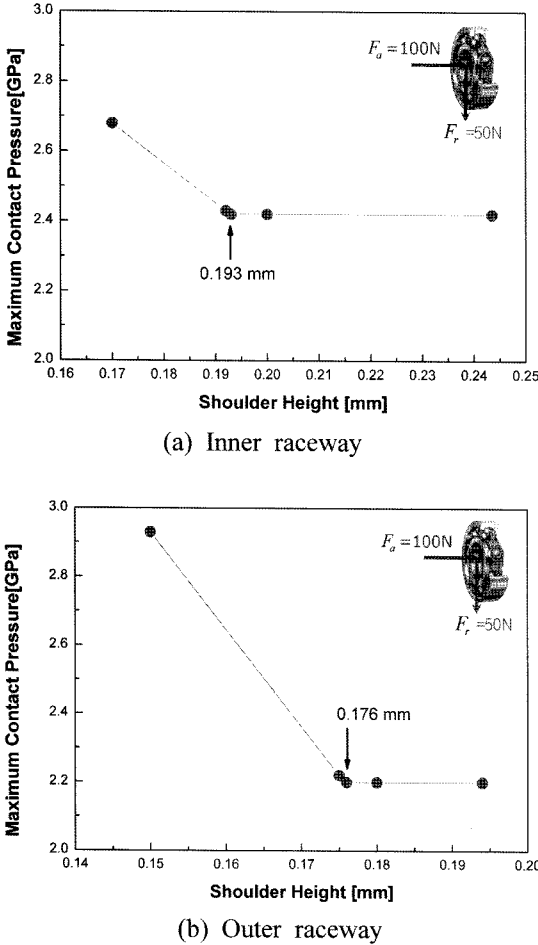 3.0
2.8
2.6
2.4
2.2
2.0
Maximum Contact Pressure[GPa]
F_a =100N
F_r =50N
0.193 mm
0.16 0.17 0.18 0.19 0.20 0.21 0.22 0.23 0.24 0.25
Shoulder Height [mm]
(a) Inner raceway
3.0
2.8
2.6
2.4
2.2
2.0
Maximum Contact Pressure[GPa]
F_a =100N
F_r =50N
0.176 mm
0.14 0.15 0.16 0.17 0.18 0.19 0.20
Shoulder Height [mm]
(b) Outer raceway